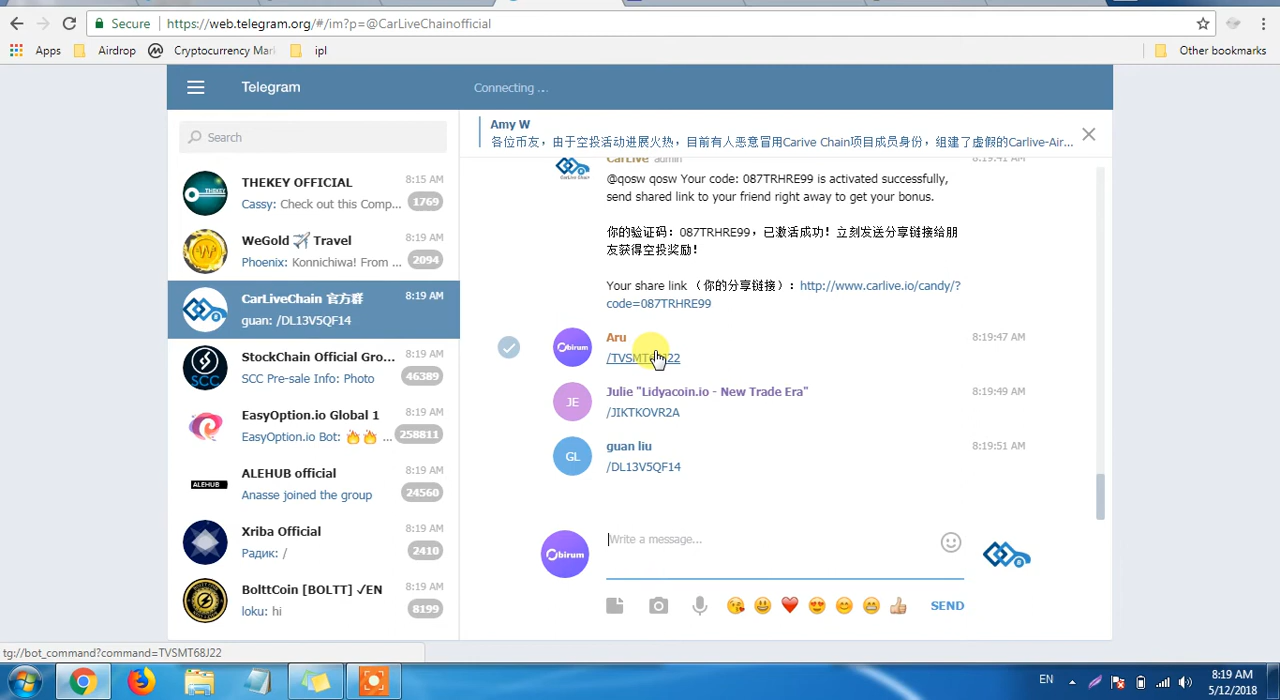 Secure
https://web.telegram.org/#/im?p=@CarLiveChainofficial
Apps
Airdrop
Cryptocurrency Mar
ipl
Other bookmarks
Telegram
Connecting ...
Search
THEKEY OFFICIAL
8:15 AM
Cassy: Check out this Comp...
1769
WeGold ✈️ Travel
8:19 AM
Phoenix: Konnichiwa! From ...
2094
CarLiveChain 官方群
8:19 AM
guan: /DL13V5QF14
StockChain Official Gro...
8:19 AM
SCC
SCC Pre-sale Info: Photo
46389
EasyOption.io Global 1
8:19 AM
EasyOption.io Bot: 🔥🔥 ...
258811
ALEHUB official
8:19 AM
ALEHUB
Anasse joined the group
24560
Xriba Official
8:19 AM
Радик: /
2410
BolttCoin [BOLTT] ✓EN
8:19 AM
loku: hi
8199
Amy W
各位币友，由于空投活动进展火热，目前有人恶意冒用Carive Chain项目成员身份，组建了虚假的Carlive-Air...
CarLive admin
8:19:41 AM
@qosw qosw Your code: 087TRHRE99 is activated successfully,
send shared link to your friend right away to get your bonus.
你的验证码：087TRHRE99，已激活成功！立刻发送分享链接给朋
友获得空投奖励！
Your share link （你的分享链接）：http://www.carlive.io/candy/?
code=087TRHRE99
Aru
8:19:47 AM
Obirum
/TVSMT68J22
Julie "Lidyacoin.io - New Trade Era"
8:19:49 AM
JE
/JIKTKOVR2A
guan liu
8:19:51 AM
GL
/DL13V5QF14
Write a message...
Obirum
SEND
tg://bot_command?command=TVSMT68J22
EN
8:19 AM
5/12/2018